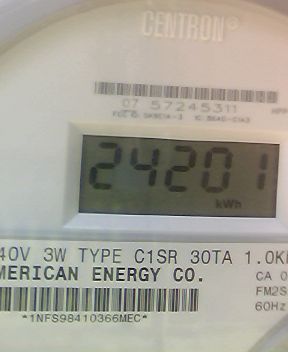 CENTRON®
07 57245311
24201
kWh
40V 3W TYPE C1SR 30TA 1.0K
MERICAN ENERGY CO.
CA 0
FM2S
60Hz
*1NFS98410366MEC*